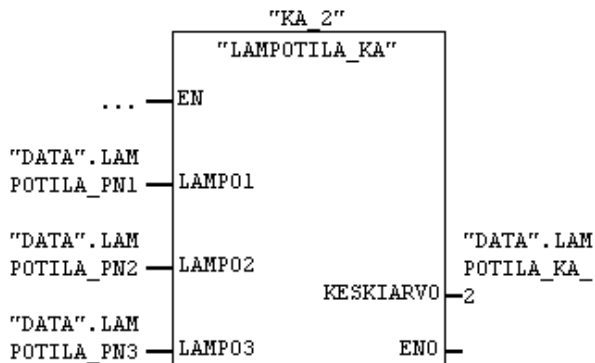 "KA_2"
"LAMPOTILA_KA"
... EN
"DATA".LAM
POTILA_PN1 LAMPO1
"DATA".LAM
POTILA_PN2 LAMPO2
"DATA".LAM
POTILA_KA_
KESKIARVO 2
"DATA".LAM
POTILA_PN3 LAMPO3
ENO